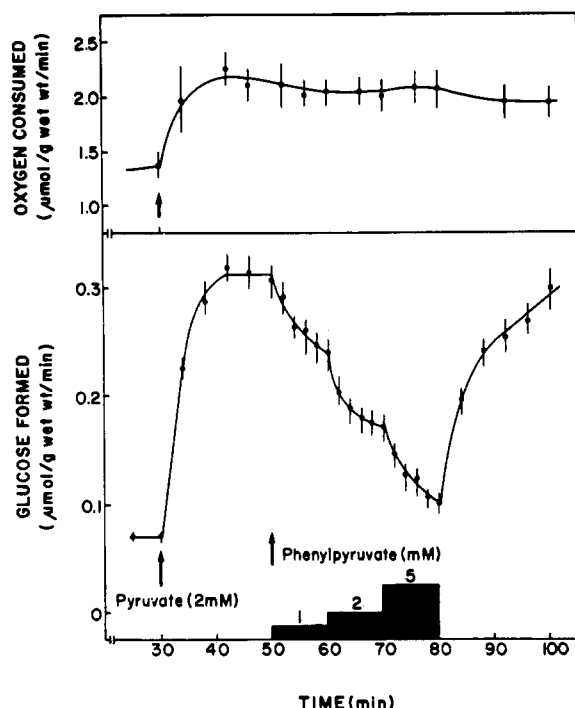 OXYGEN CONSUMED
(μmol/g wet wt/min)
2.5
2.0
1.5
1.0
GLUCOSE FORMED
(μmol/g wet wt/min)
0.3
0.2
0.1
0
Pyruvate (2mM)
Phenylpyruvate (mM)
1
2
5
30 40 50 60 70 80 90 100
TIME (min)